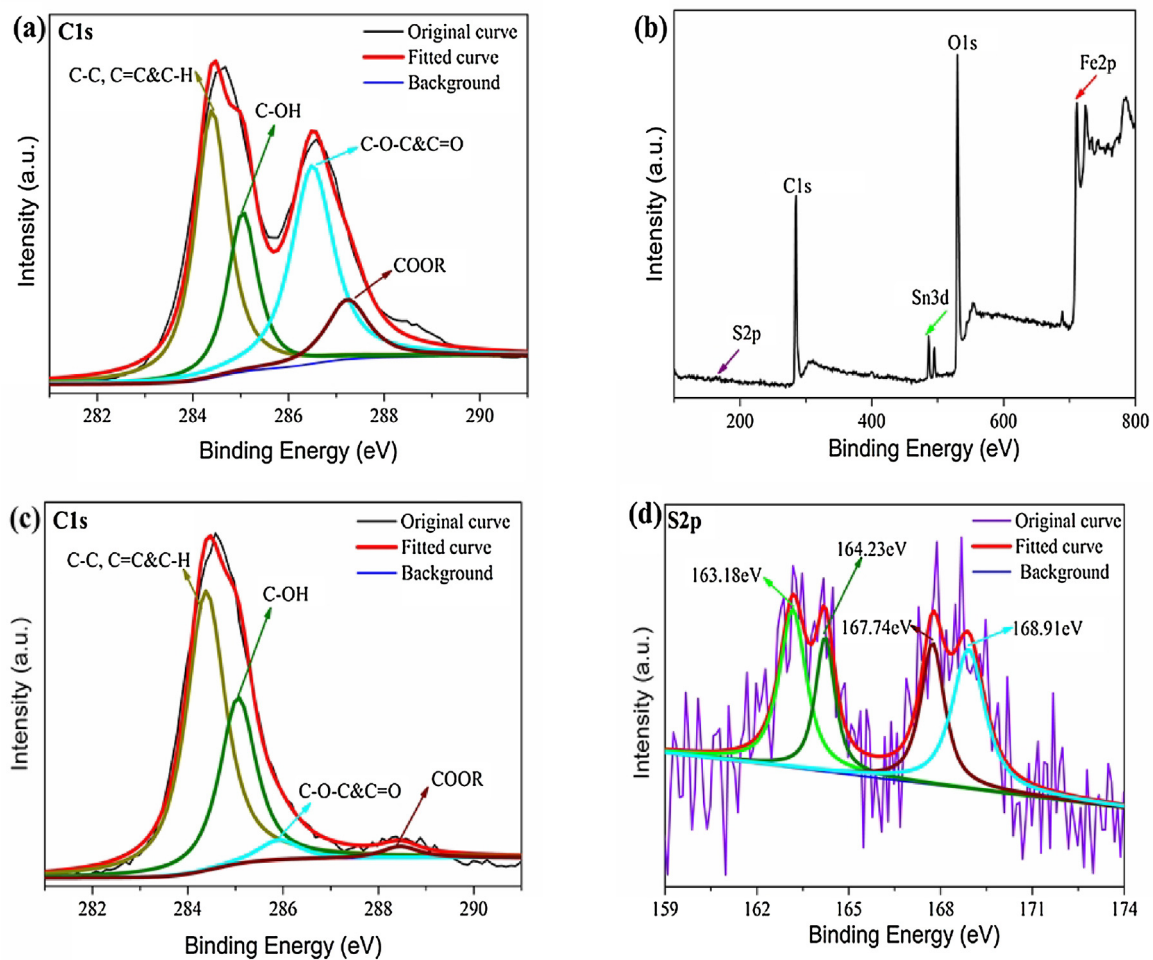 (a)
C1s
Original curve
Fitted curve
Background
C-C, C=C&C-H
C-OH
C-O-C&C=O
COOR
Intensity (a.u.)
282 284 286 288 290
Binding Energy (eV)
(b)
O1s
Fe2p
C1s
Sn3d
S2p
Intensity (a.u.)
200 400 500 600 800
Binding Energy (eV)
(c)
C1s
Original curve
Fitted curve
Background
C-C, C=C&C-H
C-OH
C-O-C&C=O
COOR
Intensity (a.u.)
282 284 286 288 290
Binding Energy (eV)
(d)
S2p
Original curve
Fitted curve
Background
164.23eV
163.18eV
167.74eV
168.91eV
Intensity (a.u.)
159 162 165 168 171 174
Binding Energy (eV)